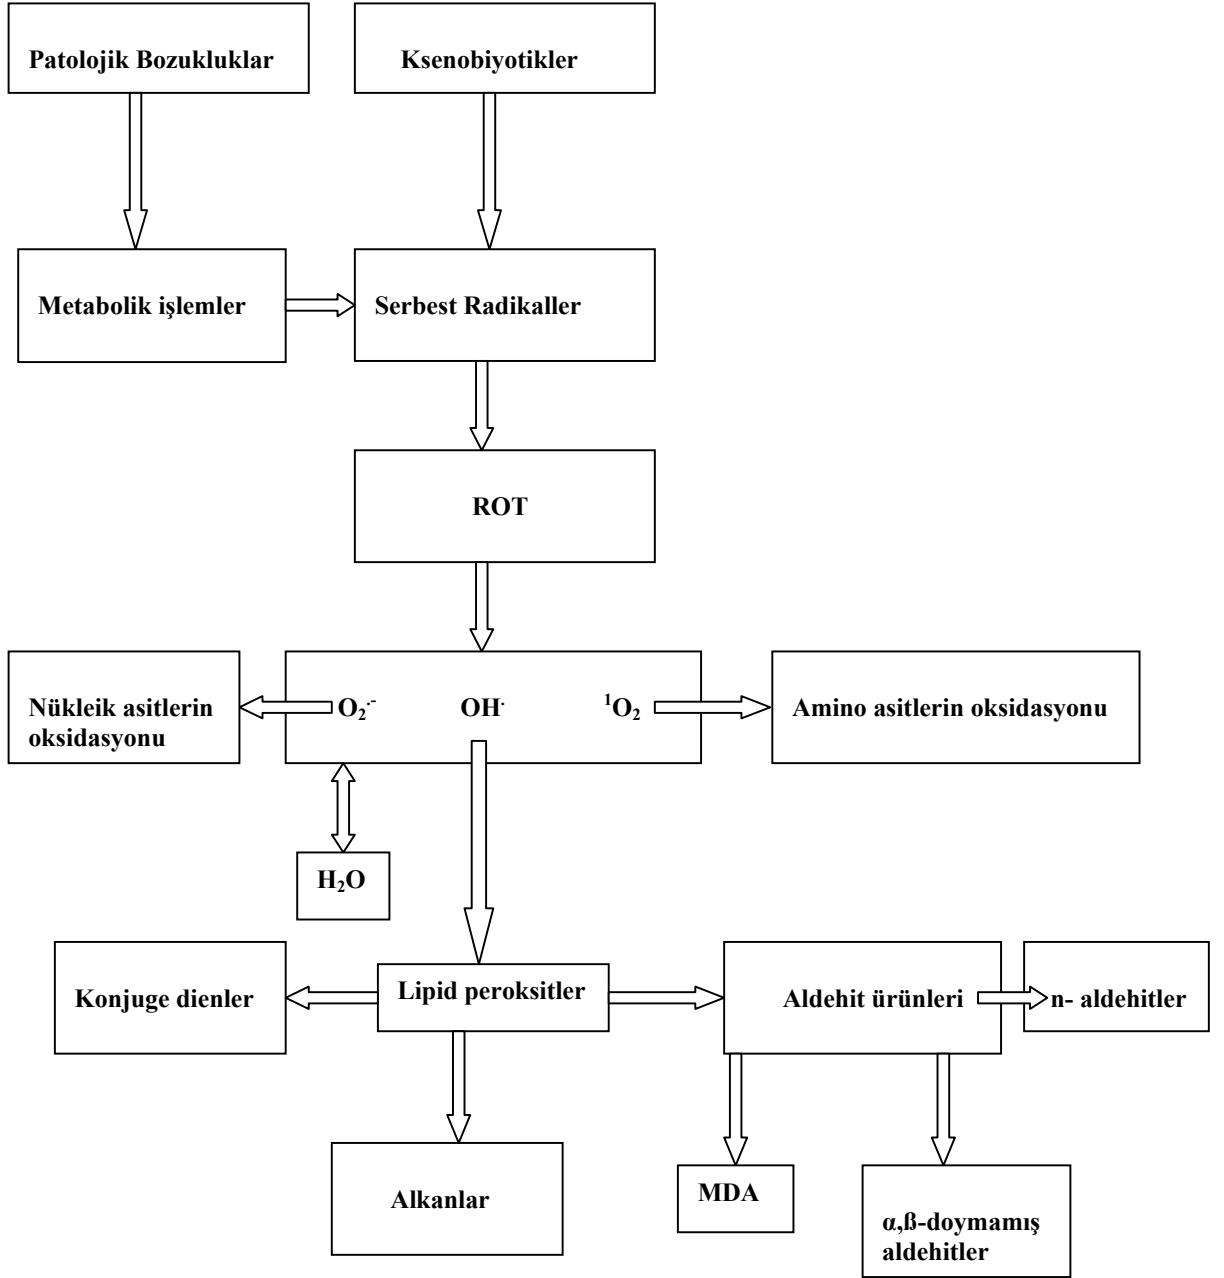 Patolojik Bozukluklar
Ksenobiyotikler
Metabolik işlemler
Serbest Radikaller
ROT
Nükleik asitlerin
oksidasyonu
O₂·⁻
OH·
¹O₂
Amino asitlerin oksidasyonu
H₂O
Konjuge dienler
Lipid peroksitler
Aldehit ürünleri
n- aldehitler
Alkanlar
MDA
α,ß-doymamış
aldehitler